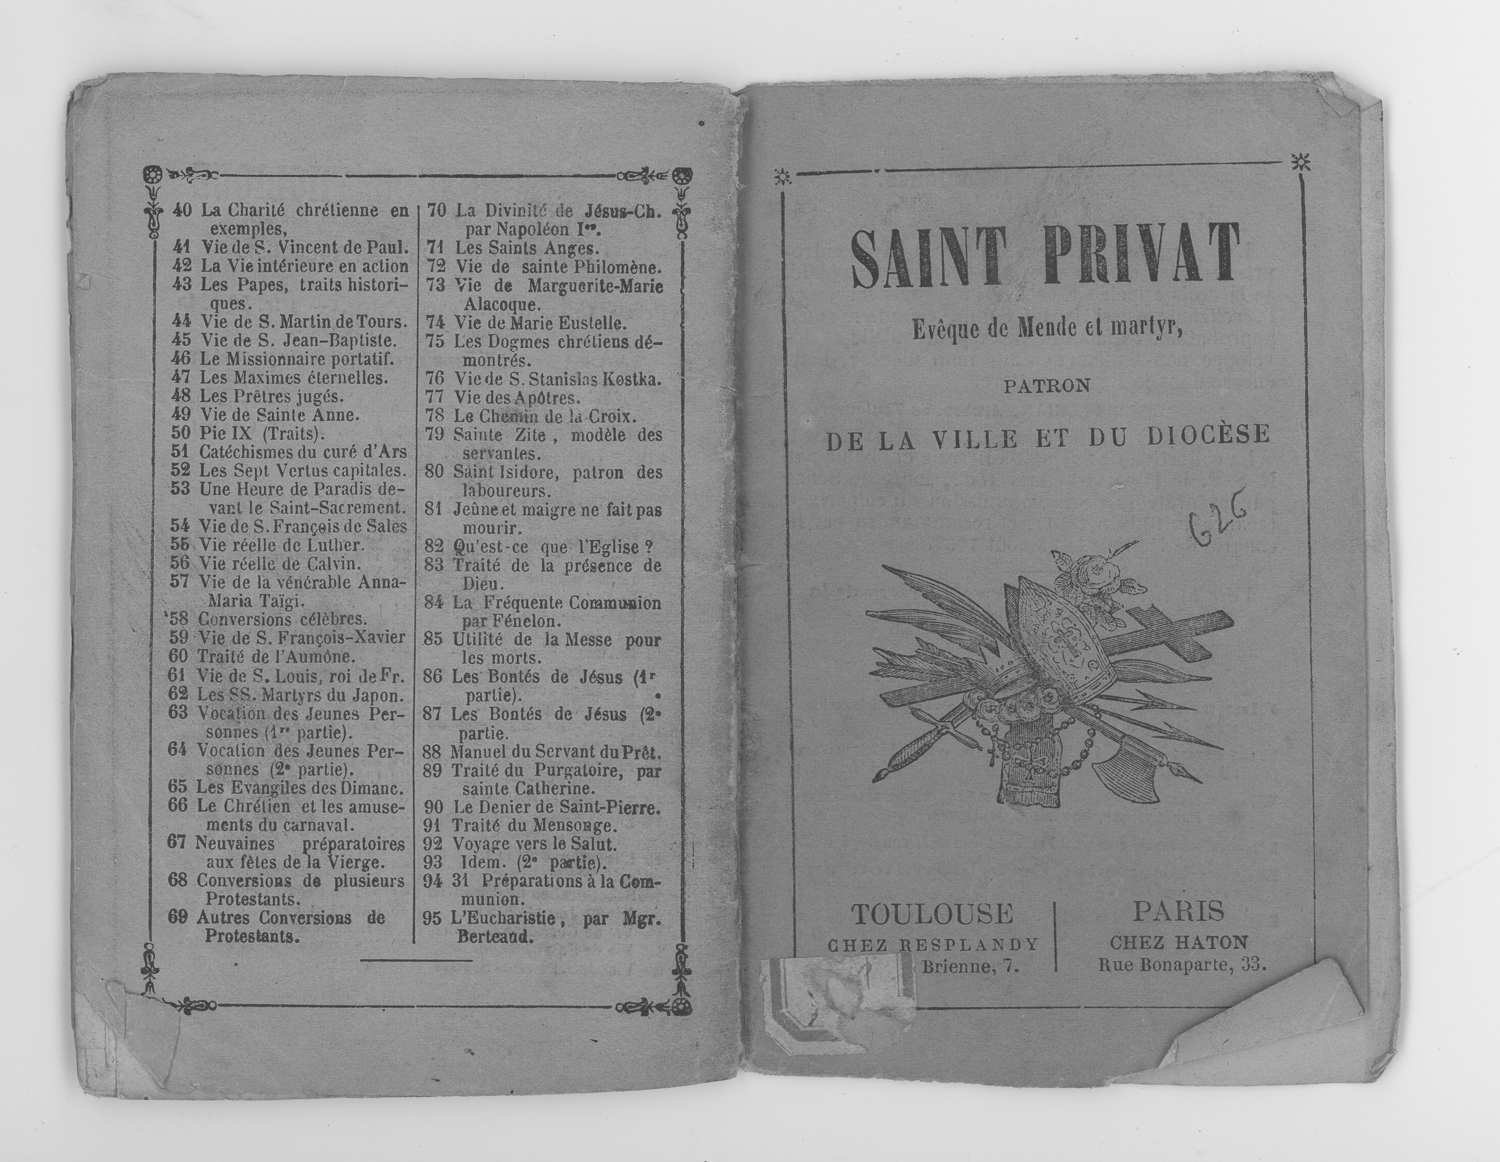 40 La Charité chrétienne en
exemples,
41 Vie de S. Vincent de Paul.
42 La Vie intérieure en action
43 Les Papes, traits histori-
ques.
44 Vie de S. Martin de Tours.
45 Vie de S. Jean-Baptiste.
46 Le Missionnaire portatif.
47 Les Maximes éternelles.
48 Les Prêtres jugés.
49 Vie de Sainte Anne.
50 Pie IX (Traits).
51 Catéchismes du curé d'Ars
52 Les Sept Vertus capitales.
53 Une Heure de Paradis de-
vant le Saint-Sacrement.
54 Vie de S. François de Sales
55 Vie réelle de Luther.
56 Vie réelle de Calvin.
57 Vie de la vénérable Anna-
Maria Taïgi.
58 Conversions célèbres.
59 Vie de S. François-Xavier
60 Traité de l'Aumône.
61 Vie de S. Louis, roi de Fr.
62 Les SS. Martyrs du Japon.
63 Vocation des Jeunes Per-
sonnes (1re partie).
64 Vocation des Jeunes Per-
sonnes (2e partie).
65 Les Evangiles des Dimanc.
66 Le Chrétien et les amuse-
ments du carnaval.
67 Neuvaines préparatoires
aux fêtes de la Vierge.
68 Conversions de plusieurs
Protestants.
69 Autres Conversions de
Protestants.
70 La Divinité de Jésus-Ch.
par Napoléon Ier.
71 Les Saints Anges.
72 Vie de sainte Philomène.
73 Vie de Marguerite-Marie
Alacoque.
74 Vie de Marie Eustelle.
75 Les Dogmes chrétiens dé-
montrés.
76 Vie de S. Stanislas Kostka.
77 Vie des Apôtres.
78 Le Chemin de la Croix.
79 Sainte Zite, modèle des
servantes.
80 Saint Isidore, patron des
laboureurs.
81 Jeûne et maigre ne fait pas
mourir.
82 Qu'est-ce que l'Eglise ?
83 Traité de la présence de
Dieu.
84 La Fréquente Communion
par Fénelon.
85 Utilité de la Messe pour
les morts.
86 Les Bontés de Jésus (1r
partie).
87 Les Bontés de Jésus (2e
partie.
88 Manuel du Servant du Prêt.
89 Traité du Purgatoire, par
sainte Catherine.
90 Le Denier de Saint-Pierre.
91 Traité du Mensonge.
92 Voyage vers le Salut.
93 Idem. (2e partie).
94 31 Préparations à la Com-
munion.
95 L'Eucharistie, par Mgr.
Berteaud.
SAINT PRIVAT
Evêque de Mende et martyr,
PATRON
DE LA VILLE ET DU DIOCÈSE
626
TOULOUSE
CHEZ RESPLANDY
Brienne, 7.
PARIS
CHEZ HATON
Rue Bonaparte, 33.